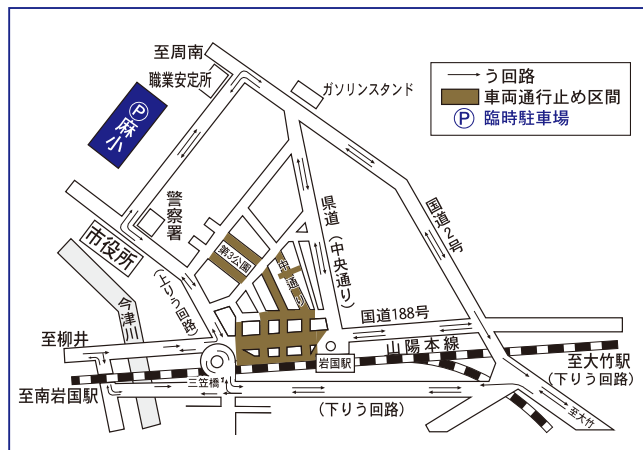 至周南
職業安定所
ガソリンスタンド
う回路
車両通行止め区間
Ⓟ 臨時駐車場
Ⓟ
麻小
警察署
市役所
第3公園
中通り
県道(中央通り)
国道2号
(上りう回路)
今津川
国道188号
至柳井
山陽本線
岩国駅
至大竹駅
(下りう回路)
三笠橋
至南岩国駅
(下りう回路)
至大竹